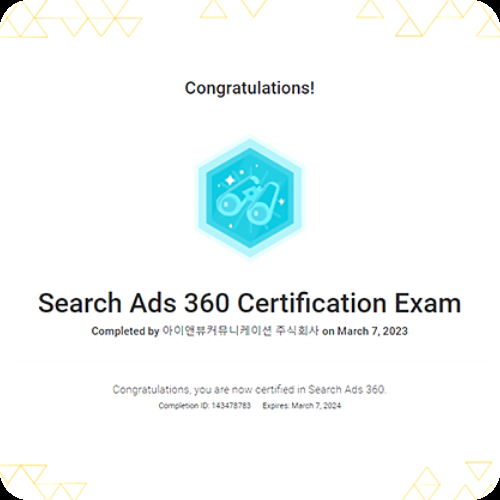 Congratulations!
Search Ads 360 Certification Exam
Completed by 아이앤뷰커뮤니케이션 주식회사 on March 7, 2023
Congratulations, you are now certified in Search Ads 360.
Completion ID: 143478783 Expires: March 7, 2024